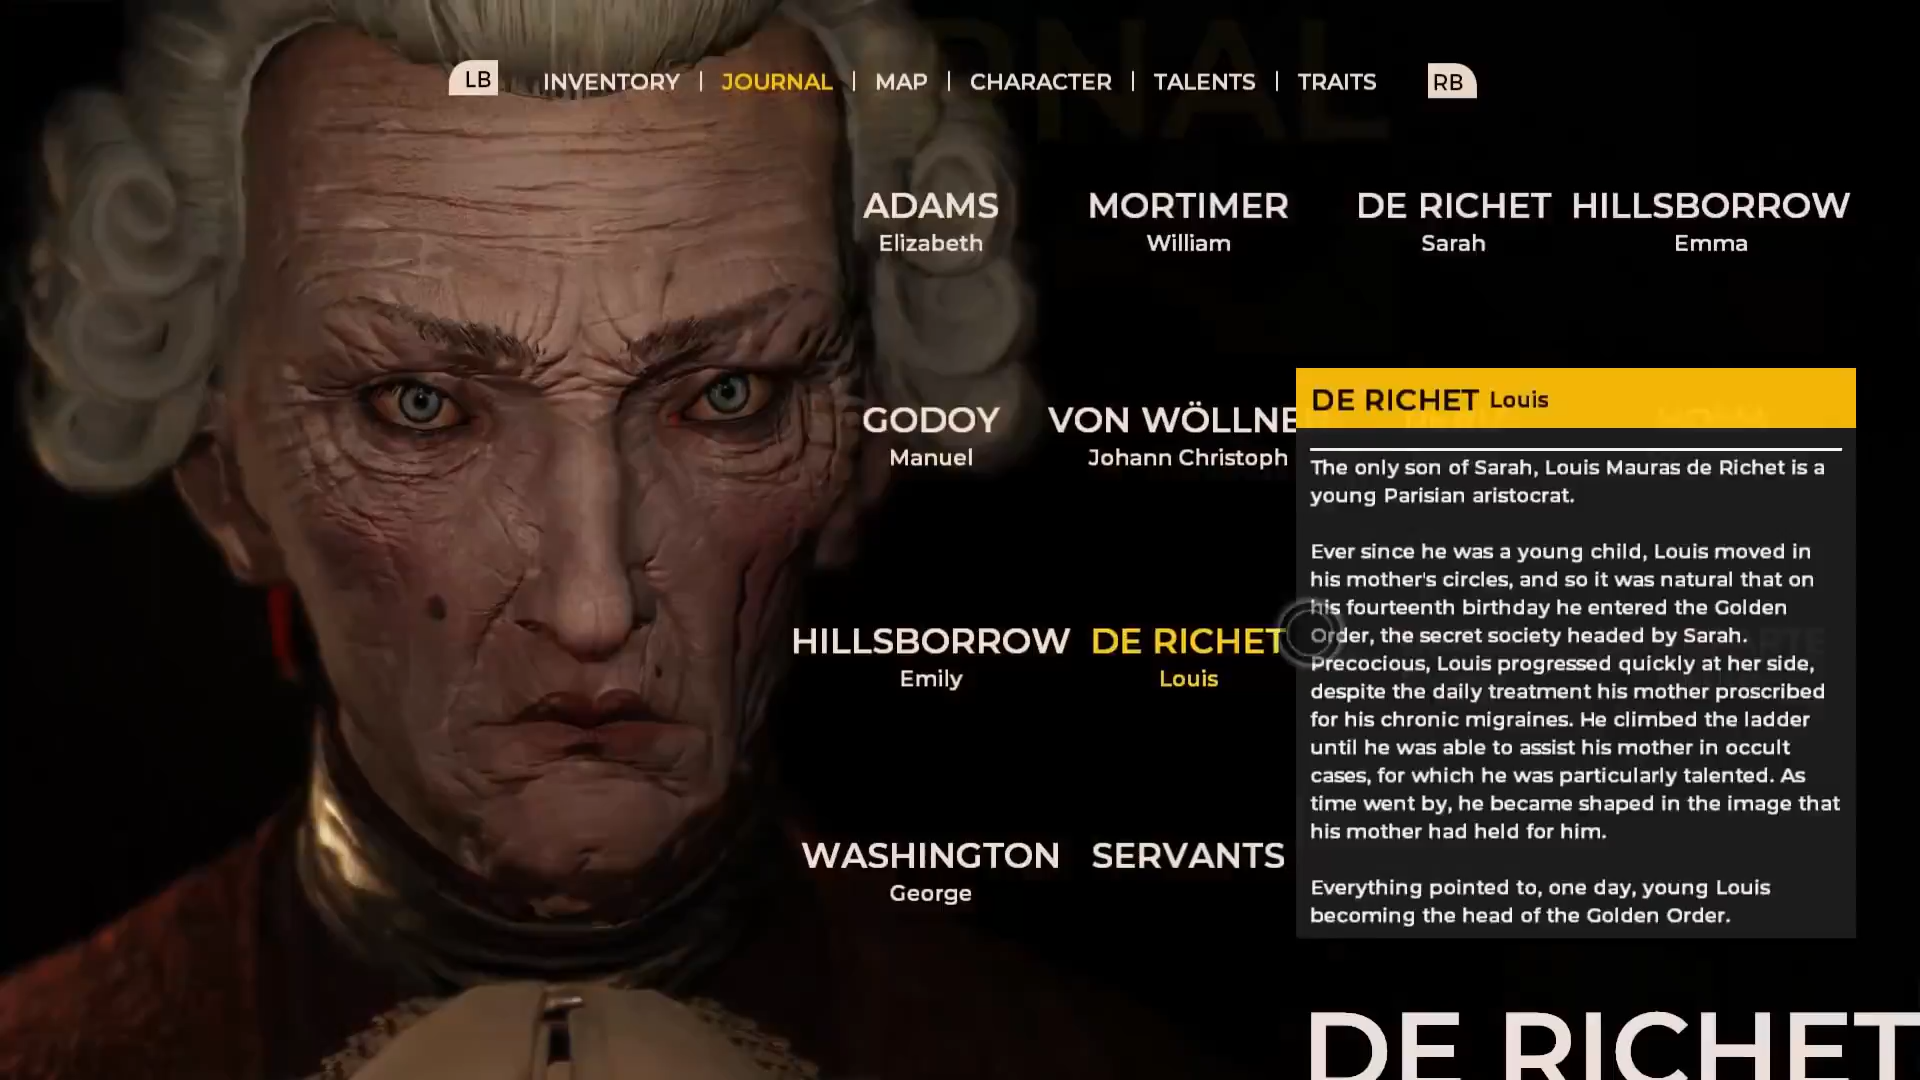 LB INVENTORY | JOURNAL | MAP | CHARACTER | TALENTS | TRAITS RB
ADAMS
Elizabeth
MORTIMER
William
DE RICHET
Sarah
HILLSBORROW
Emma
GODOY
Manuel
VON WÖLLNE
Johann Christoph
HILLSBORROW
Emily
DE RICHET
Louis
WASHINGTON
George
SERVANTS
DE RICHET Louis
The only son of Sarah, Louis Mauras de Richet is a
young Parisian aristocrat.
Ever since he was a young child, Louis moved in
his mother's circles, and so it was natural that on
his fourteenth birthday he entered the Golden
Order, the secret society headed by Sarah.
Precocious, Louis progressed quickly at her side,
despite the daily treatment his mother proscribed
for his chronic migraines. He climbed the ladder
until he was able to assist his mother in occult
cases, for which he was particularly talented. As
time went by, he became shaped in the image that
his mother had held for him.
Everything pointed to, one day, young Louis
becoming the head of the Golden Order.
DE RICHET